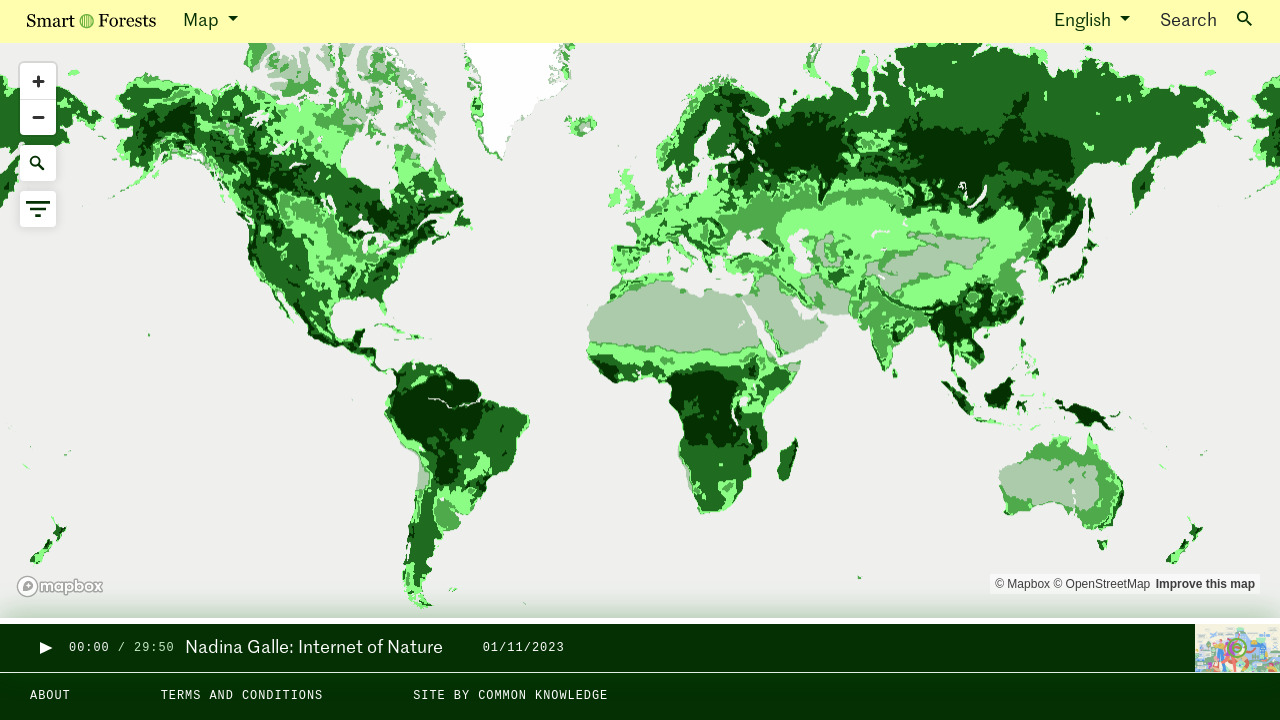 Smart Forests
Map
English
Search
mapbox
© Mapbox © OpenStreetMap Improve this map
00:00 / 29:50
Nadina Galle: Internet of Nature
01/11/2023
ABOUT
TERMS AND CONDITIONS
SITE BY COMMON KNOWLEDGE